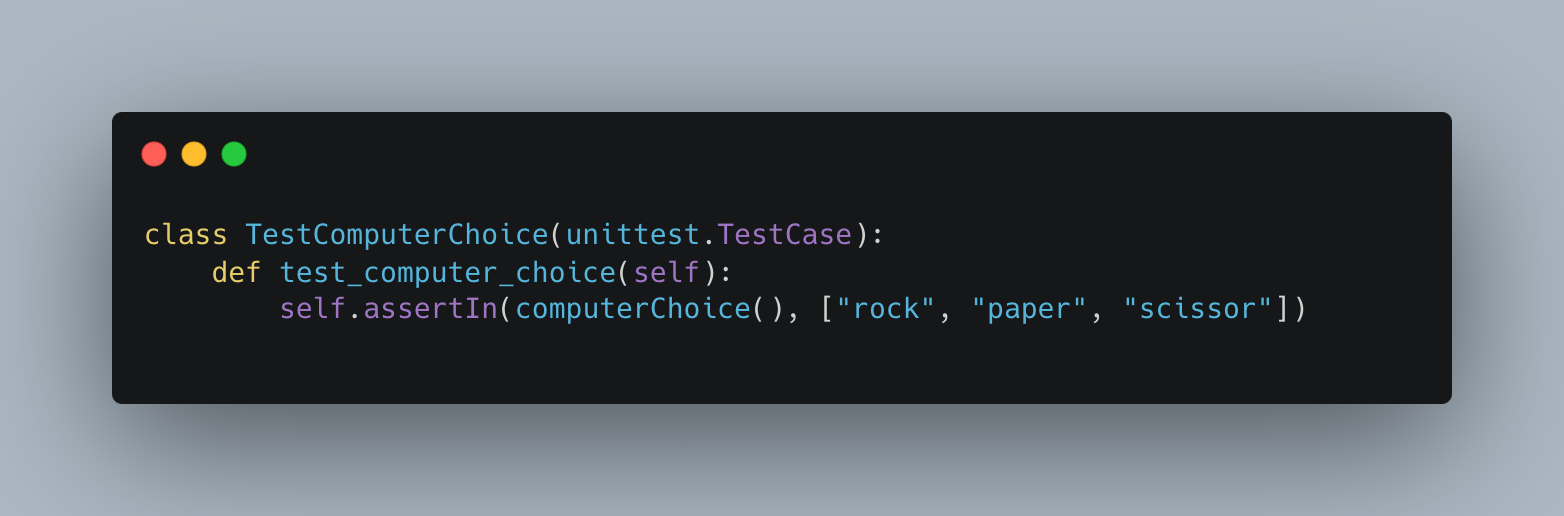 class TestComputerChoice(unittest.TestCase):
    def test_computer_choice(self):
        self.assertIn(computerChoice(), ["rock", "paper", "scissor"])